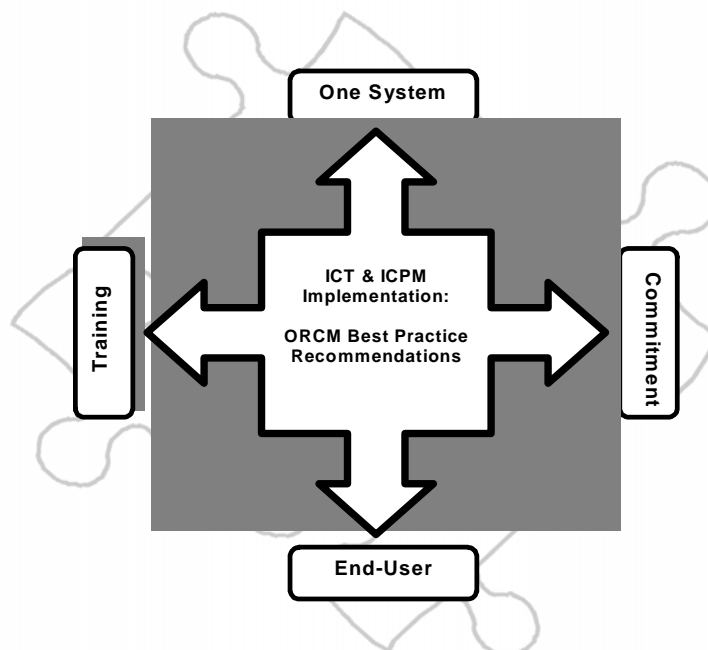 One System
Training
ICT & ICPM
Implementation:
ORCM Best Practice
Recommendations
Commitment
End-User